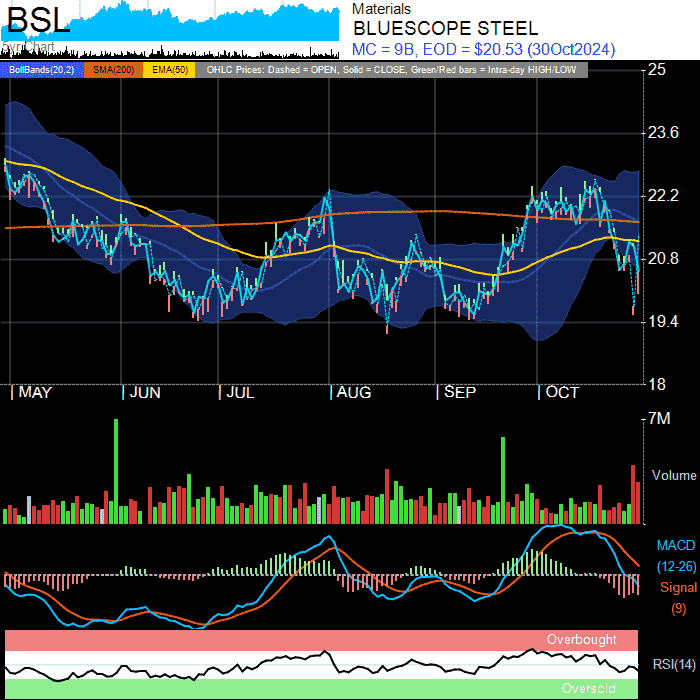 BSL
Materials
BLUESCOPE STEEL
MC = 9B, EOD = $20.53 (30Oct2024)
BollBands(20,2) SMA(200) EMA(50) OHLC Prices: Dashed = OPEN, Solid = CLOSE, Green/Red bars = Intra-day HIGH/LOW
25
23.6
22.2
20.8
19.4
18
MAY JUN JUL AUG SEP OCT
7M
Volume
MACD
(12-26)
Signal
(9)
Overbought
RSI(14)
Oversold